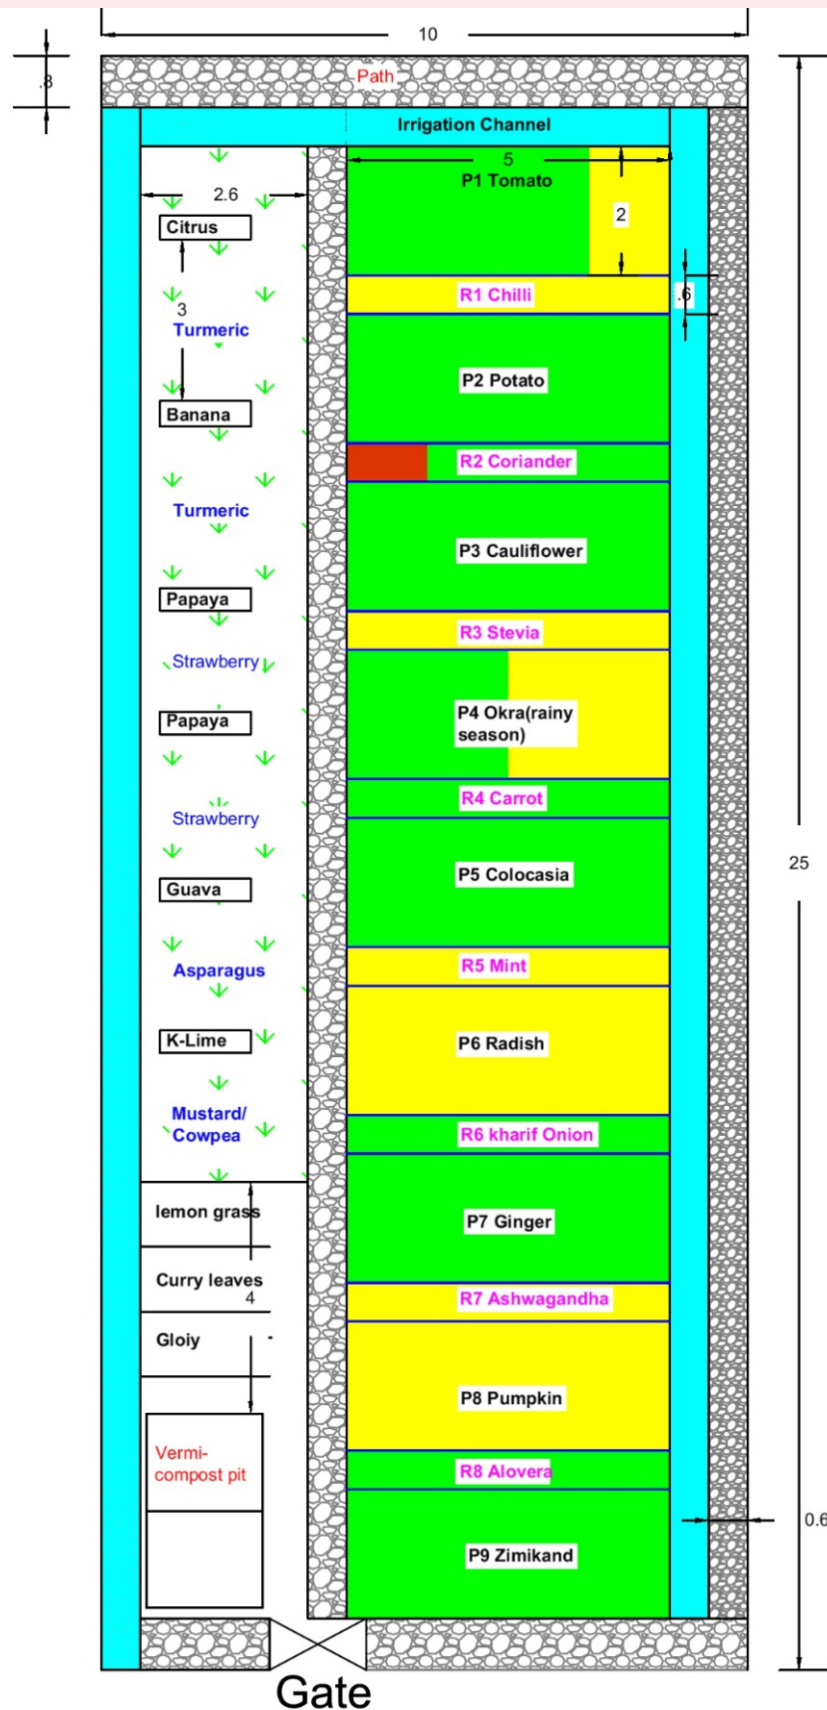 10
.8
Path
Irrigation Channel
5
P1 Tomato
2.6
2
Citrus
R1 Chilli
.6
3
Turmeric
P2 Potato
Banana
R2 Coriander
Turmeric
P3 Cauliflower
Papaya
R3 Stevia
Strawberry
P4 Okra(rainy
season)
Papaya
R4 Carrot
Strawberry
25
P5 Colocasia
Guava
R5 Mint
Asparagus
K-Lime
P6 Radish
Mustard/
Cowpea
R6 kharif Onion
lemon grass
P7 Ginger
Curry leaves
4
R7 Ashwagandha
Gloiy
P8 Pumpkin
Vermi-
compost pit
R8 Alovera
0.6
P9 Zimikand
Gate